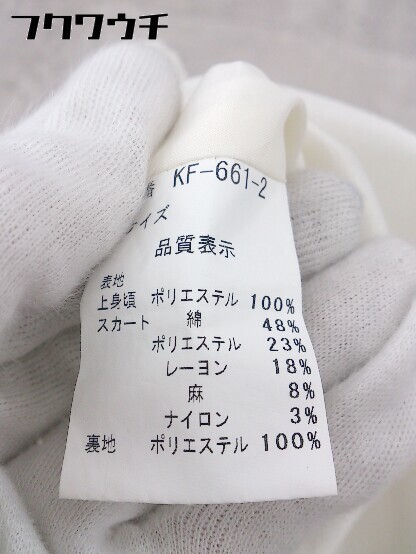 フクワウチ
番 KF-661-2
イズ
品質表示
表地
上身頃 ポリエステル 100%
スカート 綿 48%
ポリエステル 23%
レーヨン 18%
麻 8%
ナイロン 3%
裏地 ポリエステル 100%